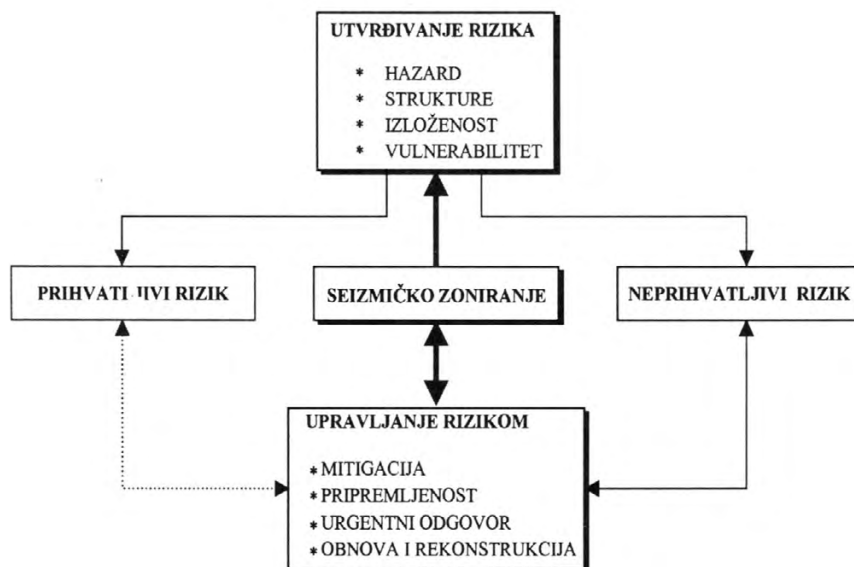 UTVRĐIVANJE RIZIKA
* HAZARD
* STRUKTURE
* IZLOŽENOST
* VULNERABILITET
RIZIK
SEIZMIČKO ZONIRANJE
NEPRIHVATLJIVI RIZIK
UPRAVLJANJE RIZIKOM
* MITIGACIJA
* PRIPREMLJENOST
* URGENTNI ODGOVOR
* OBNOVA I REKONSTRUKCIJA